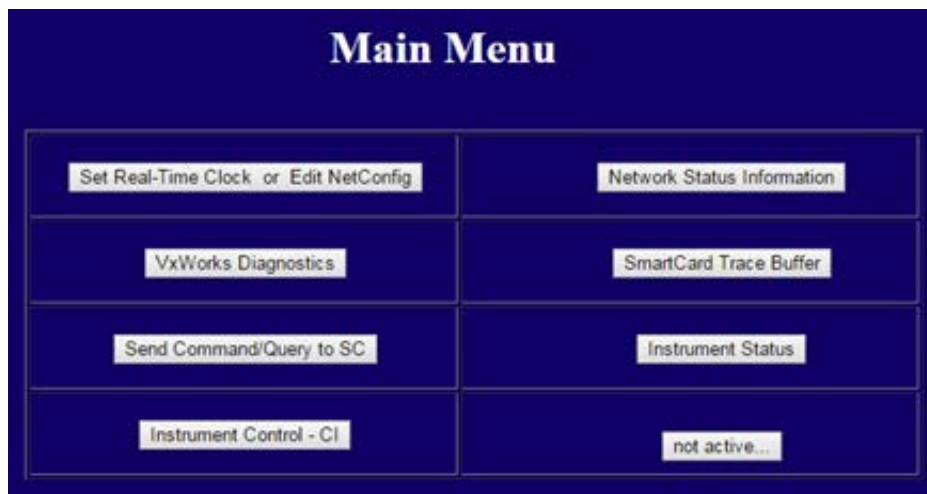 Main Menu
Set Real-Time Clock or Edit NetConfig
Network Status Information
VxWorks Diagnostics
SmartCard Trace Buffer
Send Command/Query to SC
Instrument Status
Instrument Control - CI
not active...